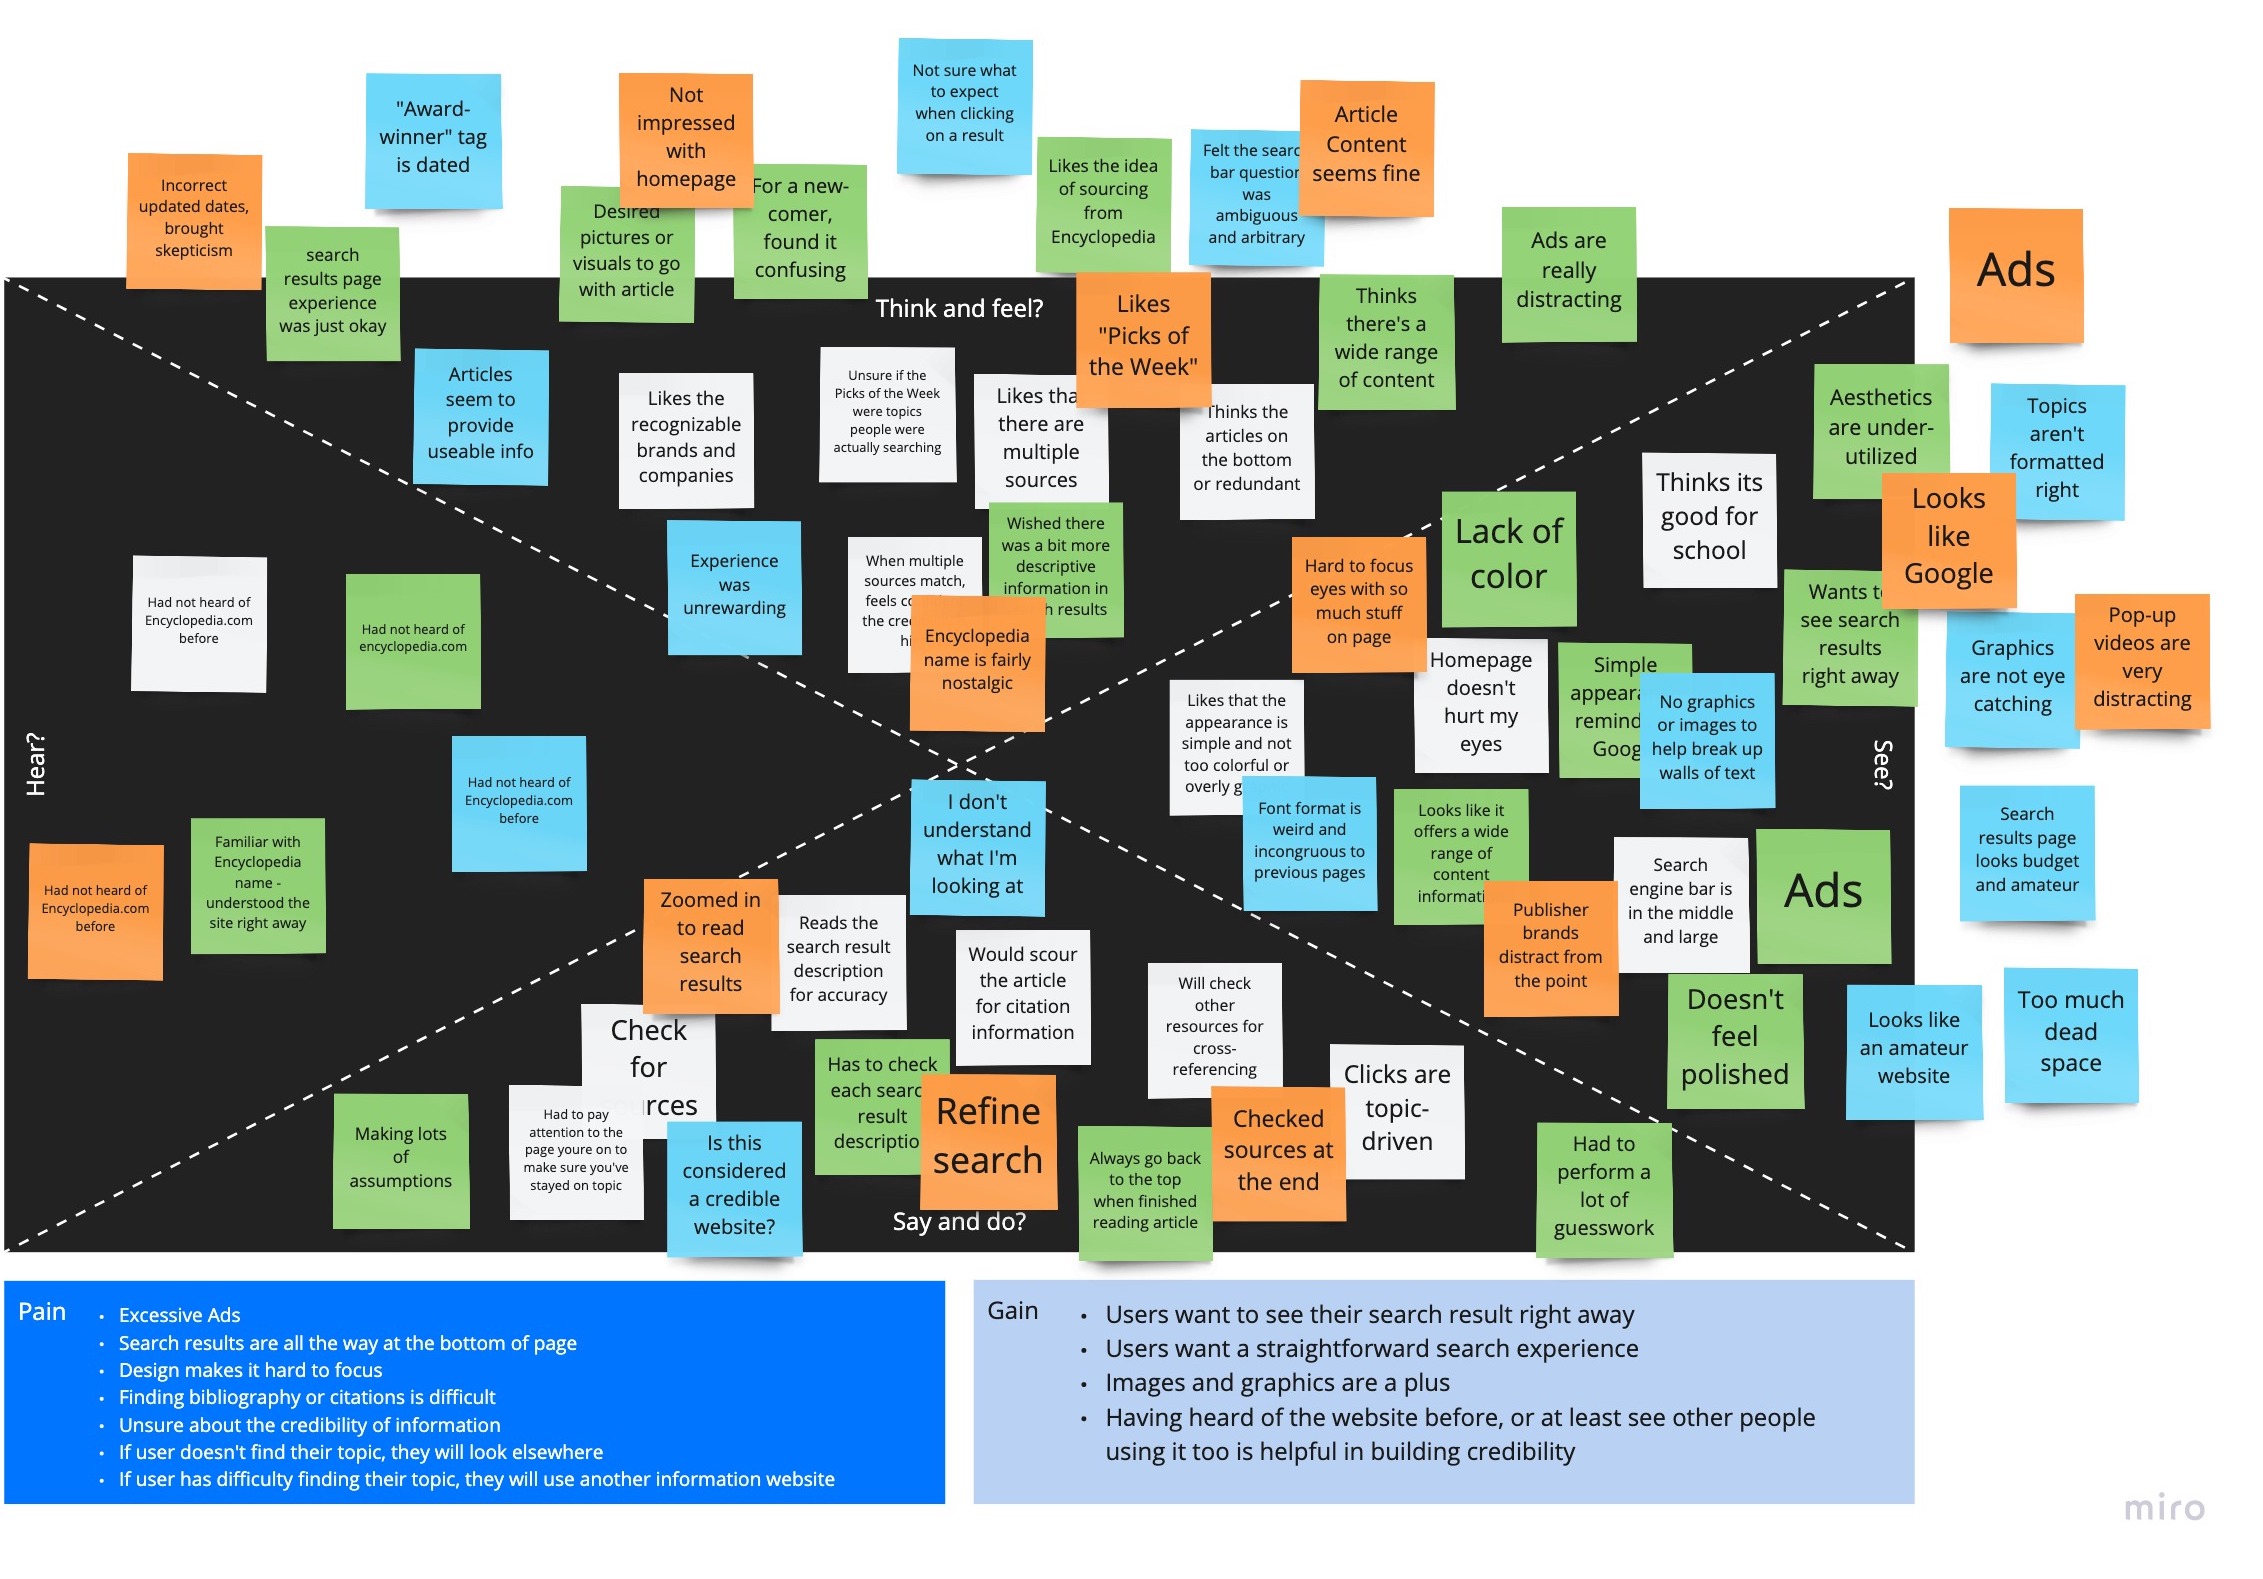 Not sure what
to expect
when clicking
on a result
"Award-
winner" tag
is dated
Not
impressed
with
homepage
Article
Content
seems fine
Incorrect
updated dates,
brought
skepticism
search
results page
experience
was just okay
Desired
pictures or
visuals to go
with article
For a new-
comer,
found it
confusing
Likes the idea
of sourcing
from
Encyclopedia
Felt the
bar
was
ambiguous
and arbitrary
Ads are
really
distracting
Ads
Think and feel?
Likes
"Picks of
the Week"
Thinks
there's a
wide range
of content
Articles
seem to
provide
useable info
Likes the
recognizable
brands and
companies
Unsure if the
Picks of the Week
were topics
people were
actually searching
Likes
there are
multiple
sources
Thinks the
articles on
the bottom
or redundant
Aesthetics
are under-
utilized
Topics
aren't
formatted
right
Looks
like
Google
Thinks its
good for
school
Lack of
color
Experience
was
unrewarding
When multiple
sources match,
feels
the
Wished there
was a bit more
descriptive
information in
results
Encyclopedia
name is fairly
nostalgic
Hard to focus
eyes with so
much stuff
on page
Wants
see search
results
right away
Graphics
are not eye
catching
Pop-up
videos are
very
distracting
Had not heard of
Encyclopedia.com
before
Had not heard of
encyclopedia.com
Homepage
doesn't
hurt my
eyes
Simple
No graphics
or images to
help break up
walls of text
Likes that the
appearance is
simple and not
too colorful or
overly
Hear?
See?
Had not heard of
Encyclopedia.com
before
I don't
understand
what I'm
looking at
Font format is
weird and
incongruous to
previous pages
Looks like it
offers a wide
range of
content
Search
results page
looks budget
and amateur
Had not heard of
Encyclopedia.com
before
Familiar with
Encyclopedia
name -
understood the
site right away
Zoomed in
to read
search
results
Reads the
search result
description
for accuracy
Would scour
the article
for citation
information
Will check
other
resources for
cross-
referencing
Publisher
brands
distract from
the point
Search
engine bar is
in the middle
and large
Ads
Doesn't
feel
polished
Looks like
an amateur
website
Too much
dead
space
Check
for
Had to pay
attention to the
page youre on to
make sure you've
stayed on topic
Making lots
of
assumptions
Is this
considered
a credible
website?
Has to check
each
result
Refine
search
Always go back
to the top
when finished
reading article
Checked
sources at
the end
Clicks are
topic-
driven
Had to
perform a
lot of
guesswork
Say and do?
Pain
• Excessive Ads
• Search results are all the way at the bottom of page
• Design makes it hard to focus
• Finding bibliography or citations is difficult
• Unsure about the credibility of information
• If user doesn't find their topic, they will look elsewhere
• If user has difficulty finding their topic, they will use another information website
Gain
• Users want to see their search result right away
• Users want a straightforward search experience
• Images and graphics are a plus
• Having heard of the website before, or at least see other people
using it too is helpful in building credibility
miro